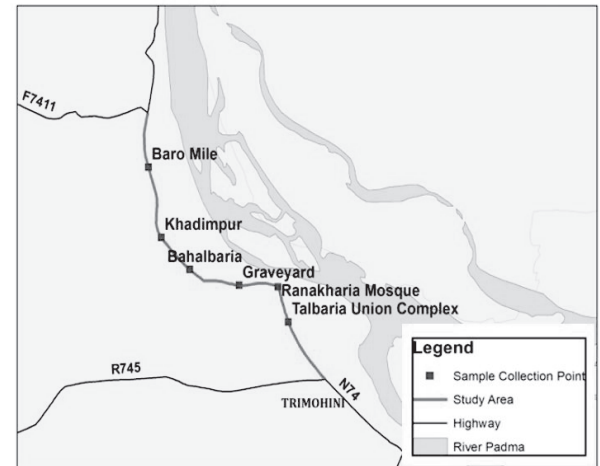 F7411
Baro Mile
Khadimpur
Bahalbaria
Graveyard
Ranakharia Mosque
Talbaria Union Complex
R745
N74
TRIMOHINI
Legend
Sample Collection Point
Study Area
Highway
River Padma